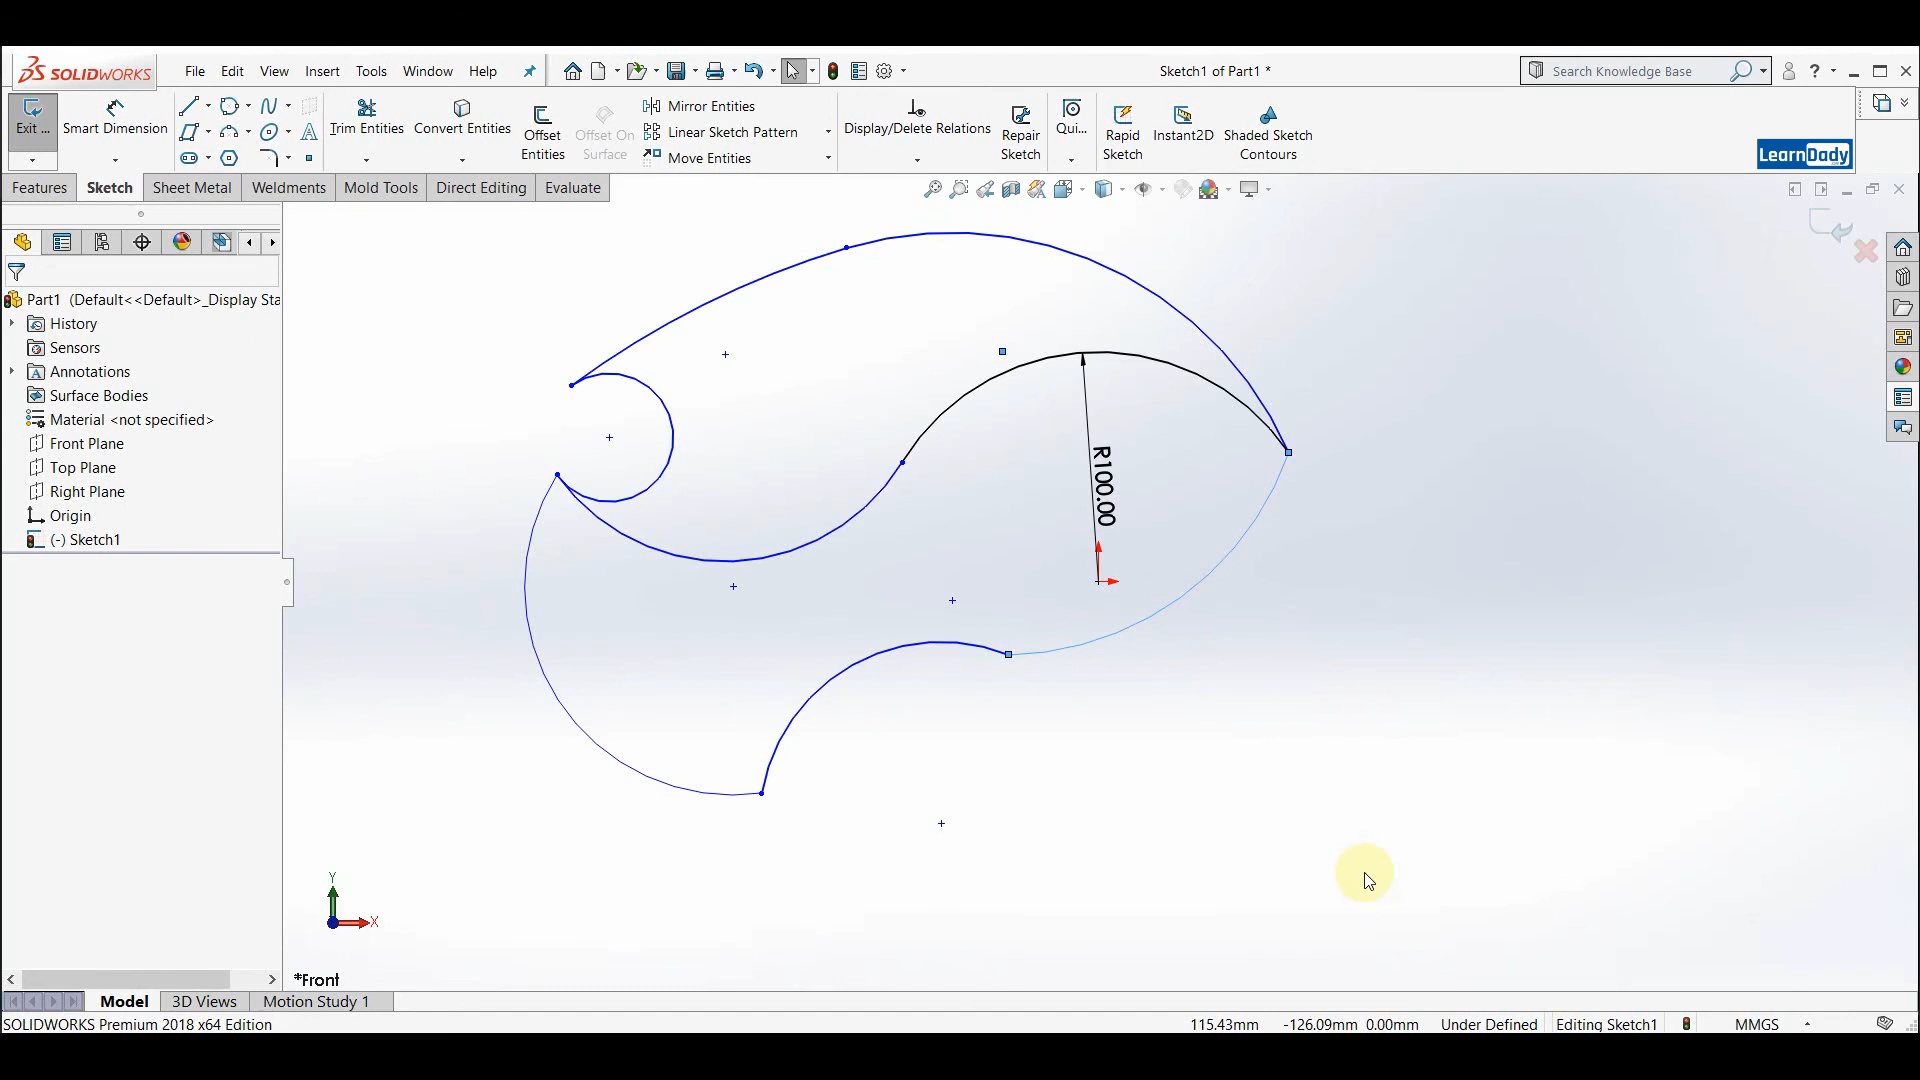 SOLIDWORKS
File Edit View Insert Tools Window Help
Sketch1 of Part1 *
Search Knowledge Base
?
Exit ...
Smart Dimension
Trim Entities
Convert Entities
Offset
Entities
Offset On
Surface
Mirror Entities
Linear Sketch Pattern
Move Entities
Display/Delete Relations
Repair
Sketch
Qui...
Rapid
Sketch
Instant2D
Shaded Sketch
Contours
LearnDady
Features Sketch Sheet Metal Weldments Mold Tools Direct Editing Evaluate
Part1 (Default<<Default>_Display Sta
History
Sensors
Annotations
Surface Bodies
Material <not specified>
Front Plane
Top Plane
Right Plane
Origin
(-) Sketch1
R100.00
Y
X
*Front
Model 3D Views Motion Study 1
SOLIDWORKS Premium 2018 x64 Edition
115.43mm -126.09mm 0.00mm Under Defined Editing Sketch1 MMGS